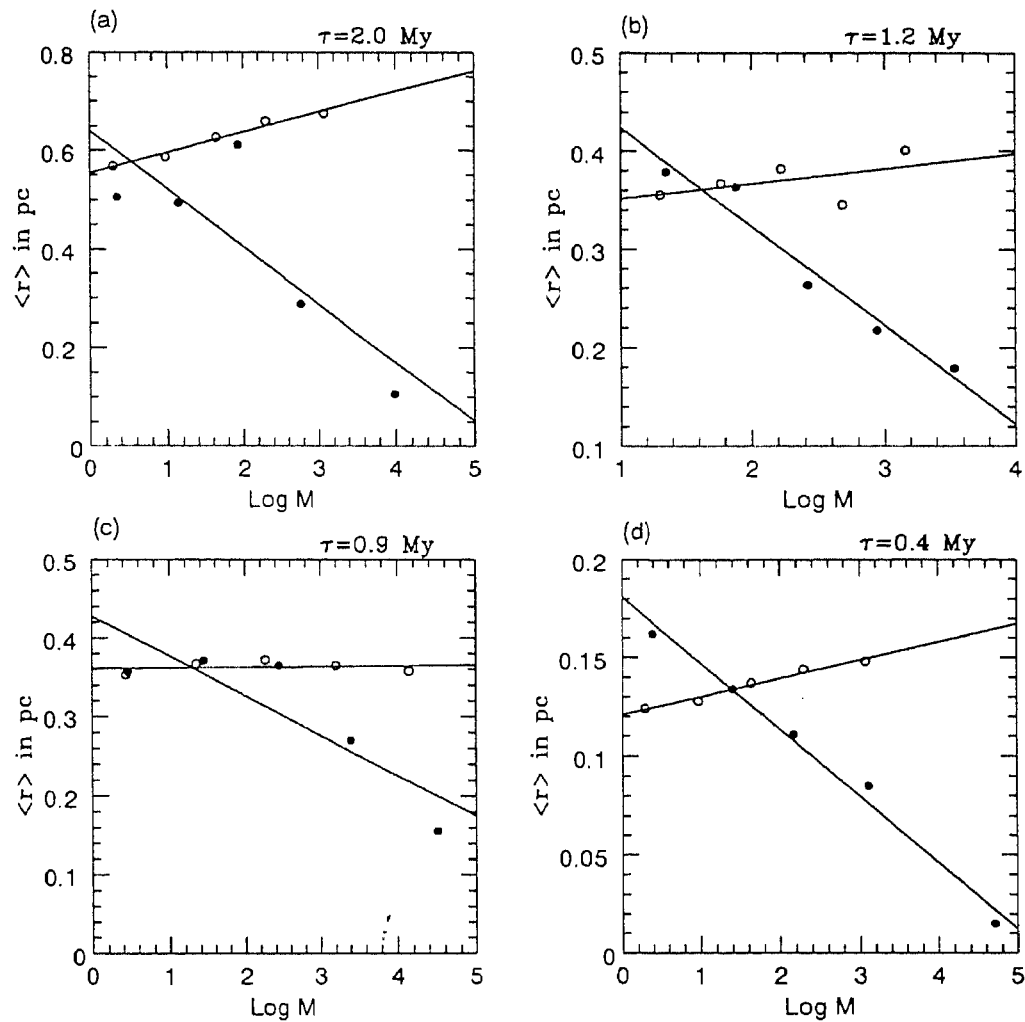 (a)
τ=2.0 My
0.8
0.6
0.4
0.2
0
<r> in pc
0 1 2 3 4 5
Log M
(b)
τ=1.2 My
0.5
0.4
0.3
0.2
0.1
<r> in pc
1 2 3 4
Log M
(c)
τ=0.9 My
0.5
0.4
0.3
0.2
0.1
0
<r> in pc
0 1 2 3 4 5
Log M
(d)
τ=0.4 My
0.2
0.15
0.1
0.05
0
<r> in pc
0 1 2 3 4 5
Log M